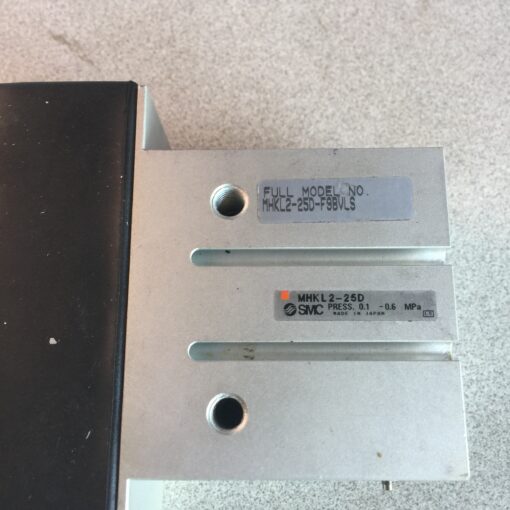 FULL MODEL NO.
MHKL2-25D-F9BVLS
MHKL2-25D
SMC PRESS. 0.1 -0.6 MPa
MADE IN JAPAN